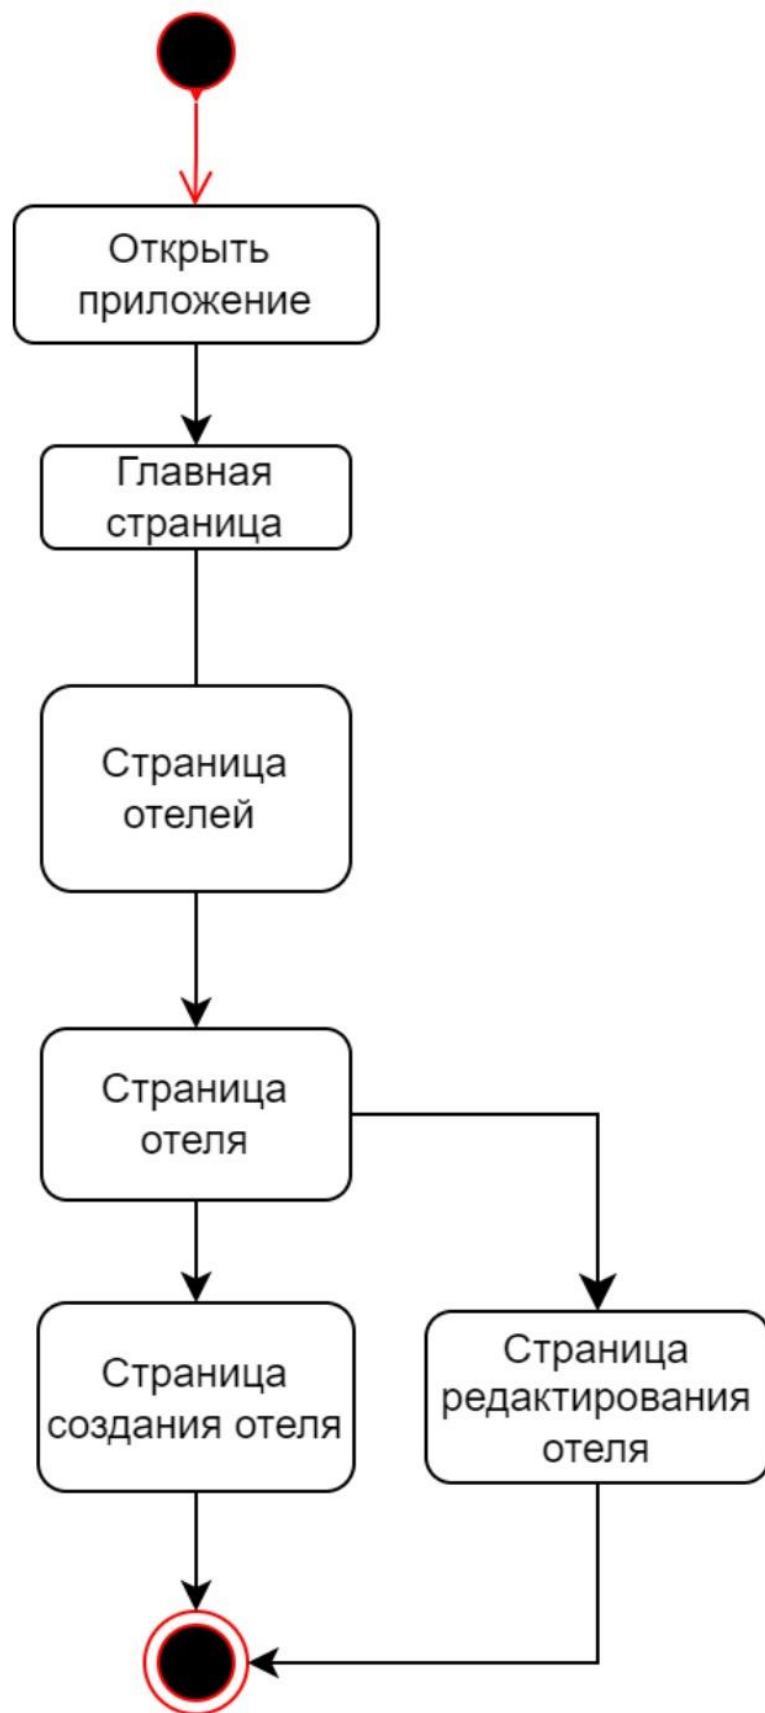 Открыть
приложение
Главная
страница
Страница
отелей
Страница
отеля
Страница
создания отеля
Страница
редактирования
отеля